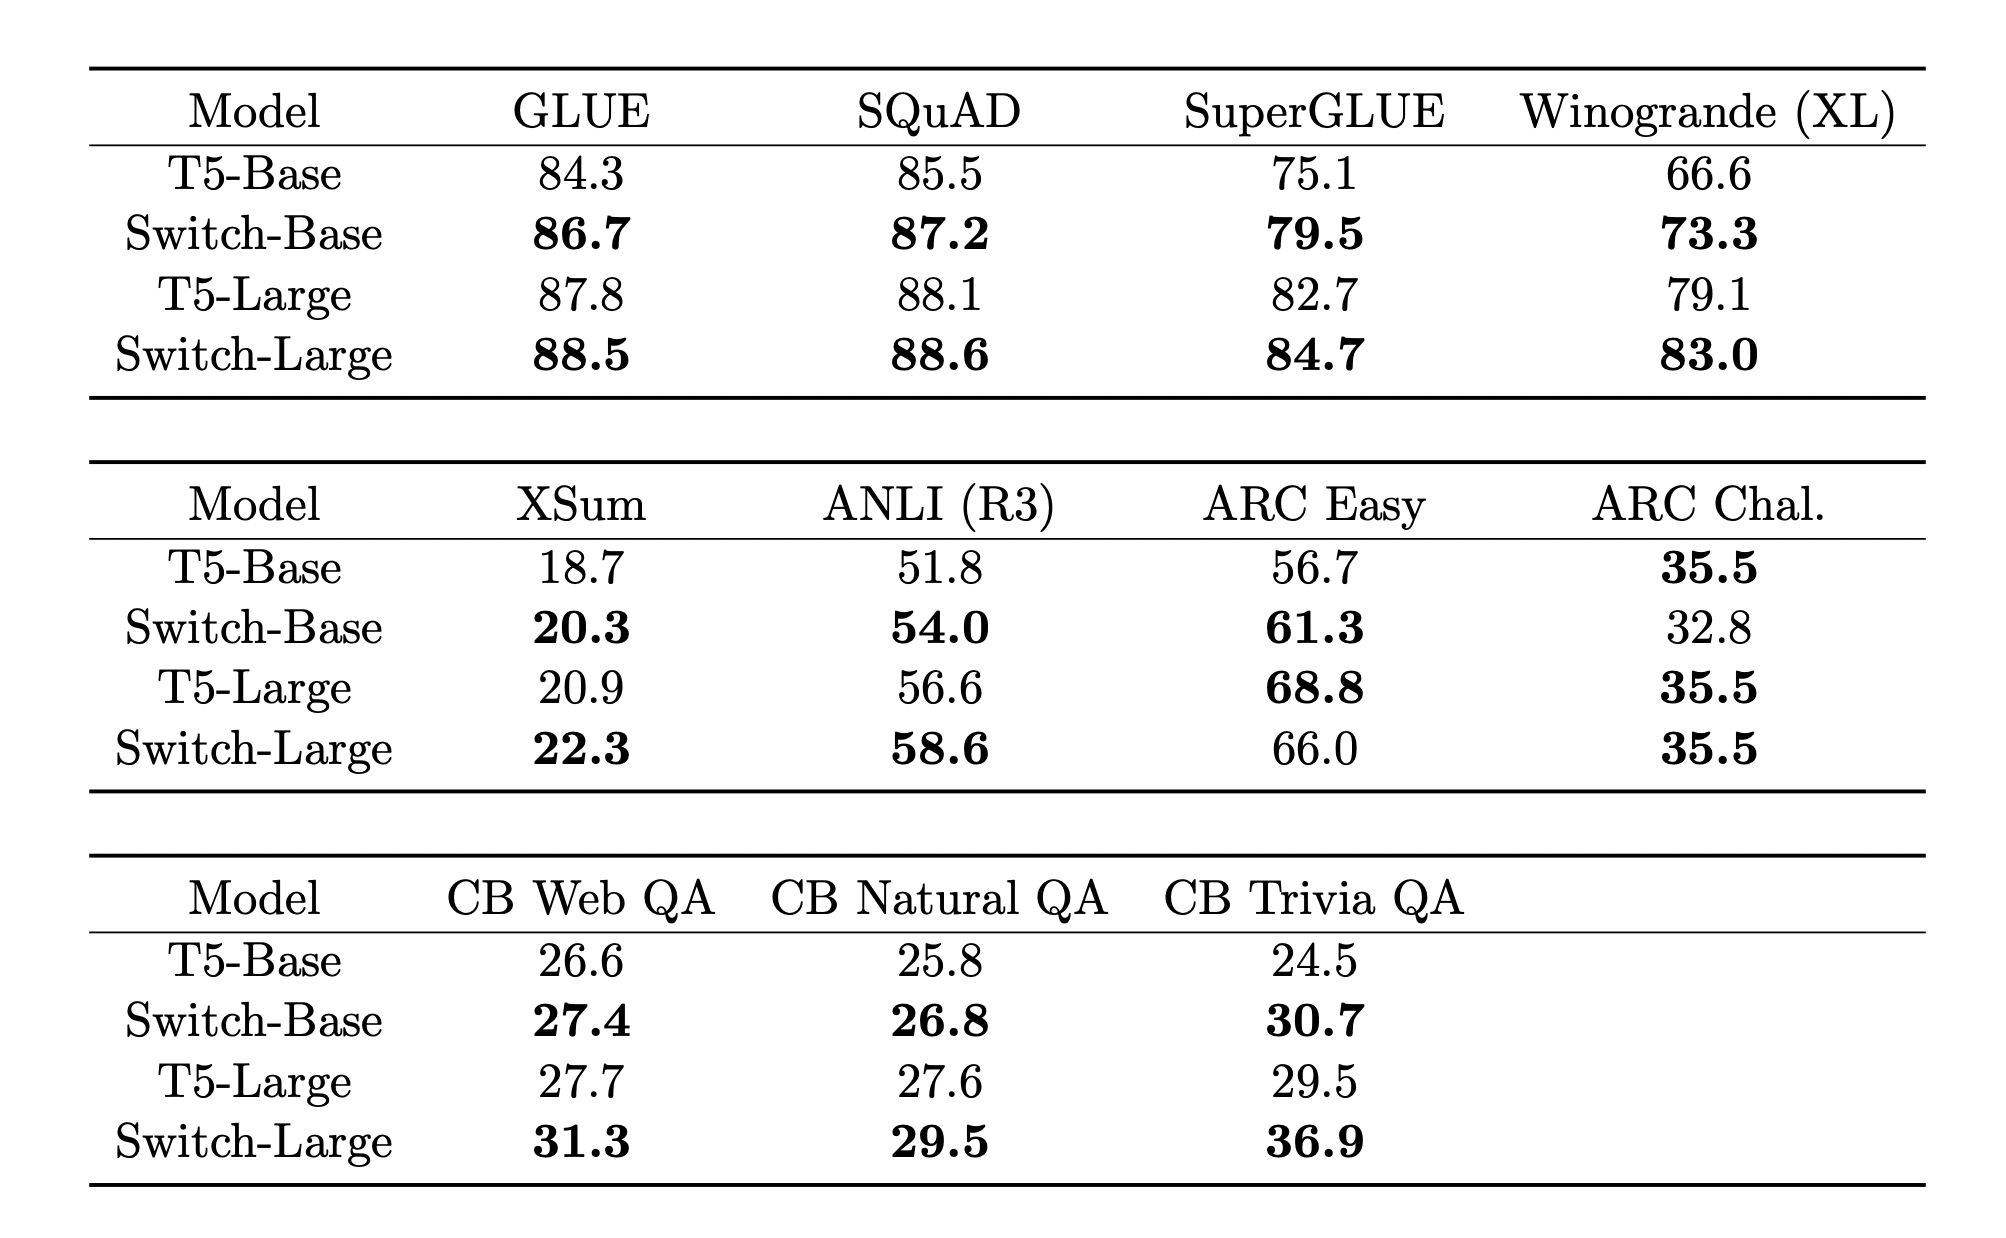 Model GLUE SQuAD SuperGLUE Winogrande (XL)
T5-Base 84.3 85.5 75.1 66.6
Switch-Base 86.7 87.2 79.5 73.3
T5-Large 87.8 88.1 82.7 79.1
Switch-Large 88.5 88.6 84.7 83.0
Model XSum ANLI (R3) ARC Easy ARC Chal.
T5-Base 18.7 51.8 56.7 35.5
Switch-Base 20.3 54.0 61.3 32.8
T5-Large 20.9 56.6 68.8 35.5
Switch-Large 22.3 58.6 66.0 35.5
Model CB Web QA CB Natural QA CB Trivia QA
T5-Base 26.6 25.8 24.5
Switch-Base 27.4 26.8 30.7
T5-Large 27.7 27.6 29.5
Switch-Large 31.3 29.5 36.9